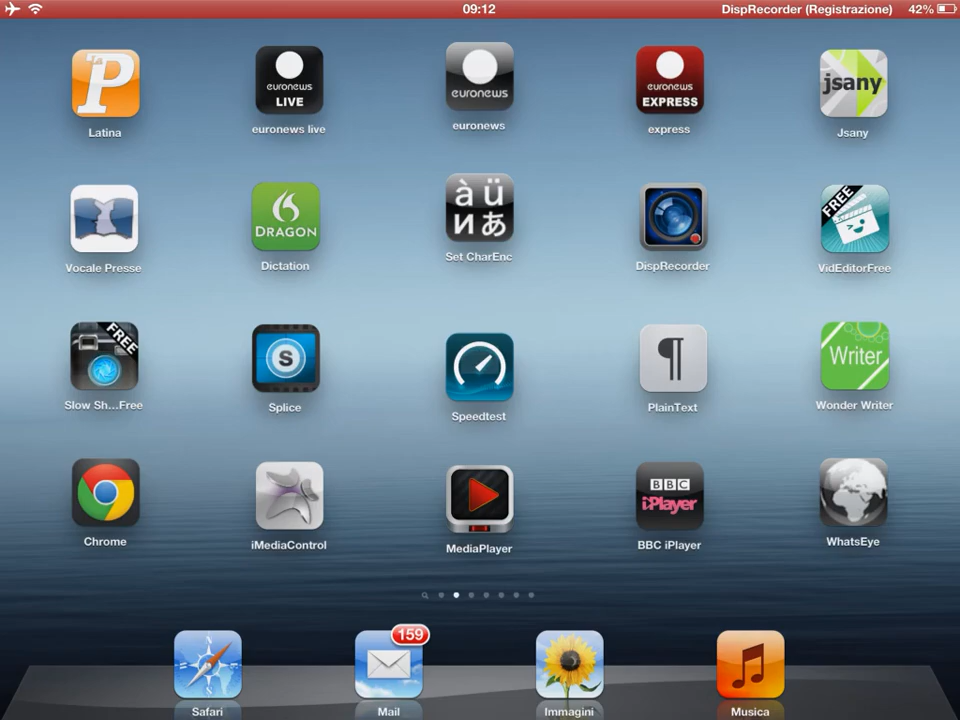 09:12
DispRecorder (Registrazione)
42%
La
P
Latina
euronews
LIVE
euronews live
euronews
euronews
euronews
EXPRESS
express
jsany
Jsany
Vocale Presse
DRAGON
Dictation
à ü
и あ
Set CharEnc
DispRecorder
FREE
VidEditorFree
FREE
Slow Sh...Free
S
Splice
Speedtest
¶
PlainText
Writer
Wonder Writer
Chrome
iMediaControl
MediaPlayer
BBC
iPlayer
BBC iPlayer
WhatsEye
Safari
159
Mail
Immagini
Musica